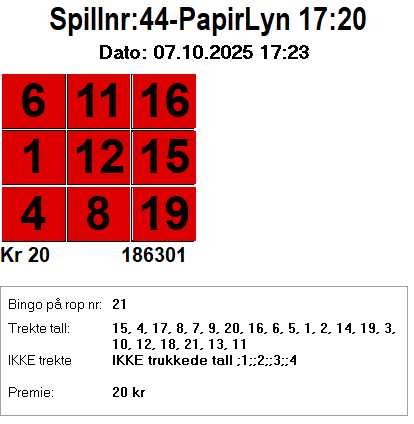 Spillnr:44-PapirLyn 17:20
Dato: 07.10.2025 17:23
6 11 16
1 12 15
4 8 19
Kr 20 186301
Bingo på rop nr: 21
Trekte tall: 15, 4, 17, 8, 7, 9, 20, 16, 6, 5, 1, 2, 14, 19, 3,
10, 12, 18, 21, 13, 11
IKKE trekte IKKE trukkede tall ;1;;2;;3;;4
Premie: 20 kr